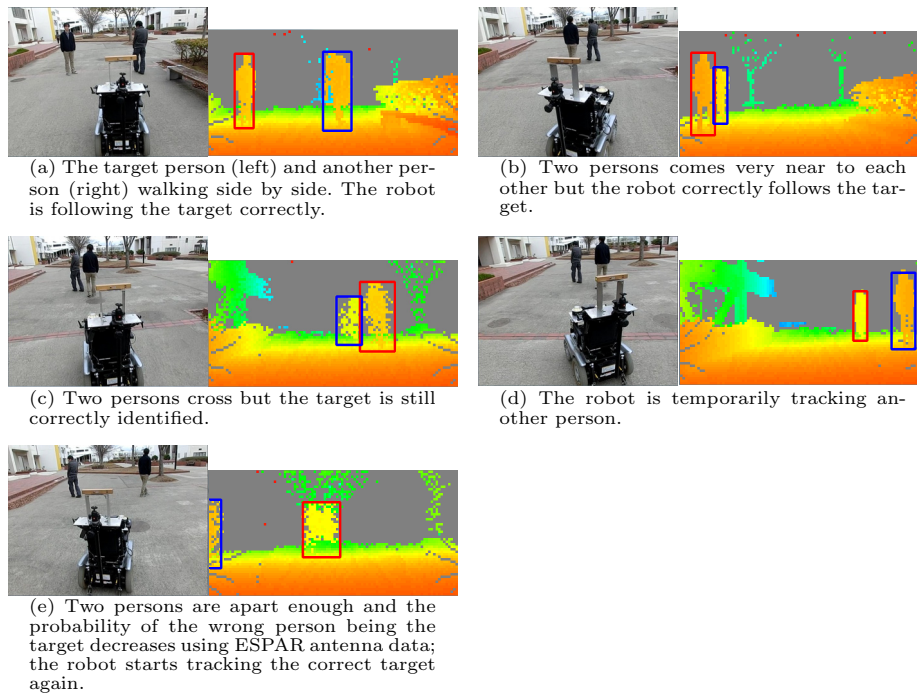 (a) The target person (left) and another per-
son (right) walking side by side. The robot
is following the target correctly.
(b) Two persons comes very near to each
other but the robot correctly follows the tar-
get.
(c) Two persons cross but the target is still
correctly identified.
(d) The robot is temporarily tracking an-
other person.
(e) Two persons are apart enough and the
probability of the wrong person being the
target decreases using ESPAR antenna data;
the robot starts tracking the correct target
again.